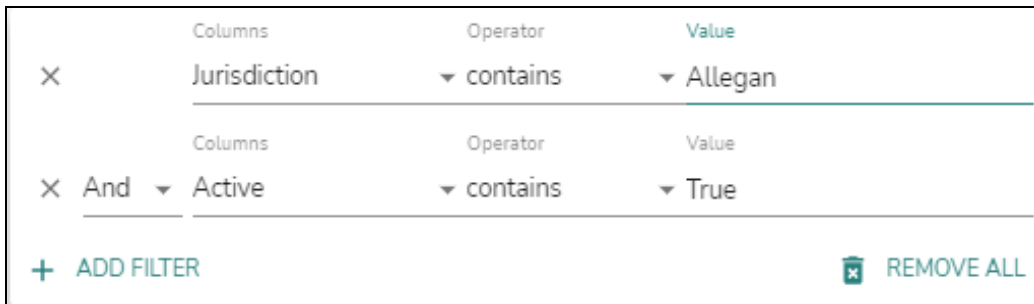 Columns Operator Value
Jurisdiction contains Allegan
Columns Operator Value
And Active contains True
+ ADD FILTER REMOVE ALL